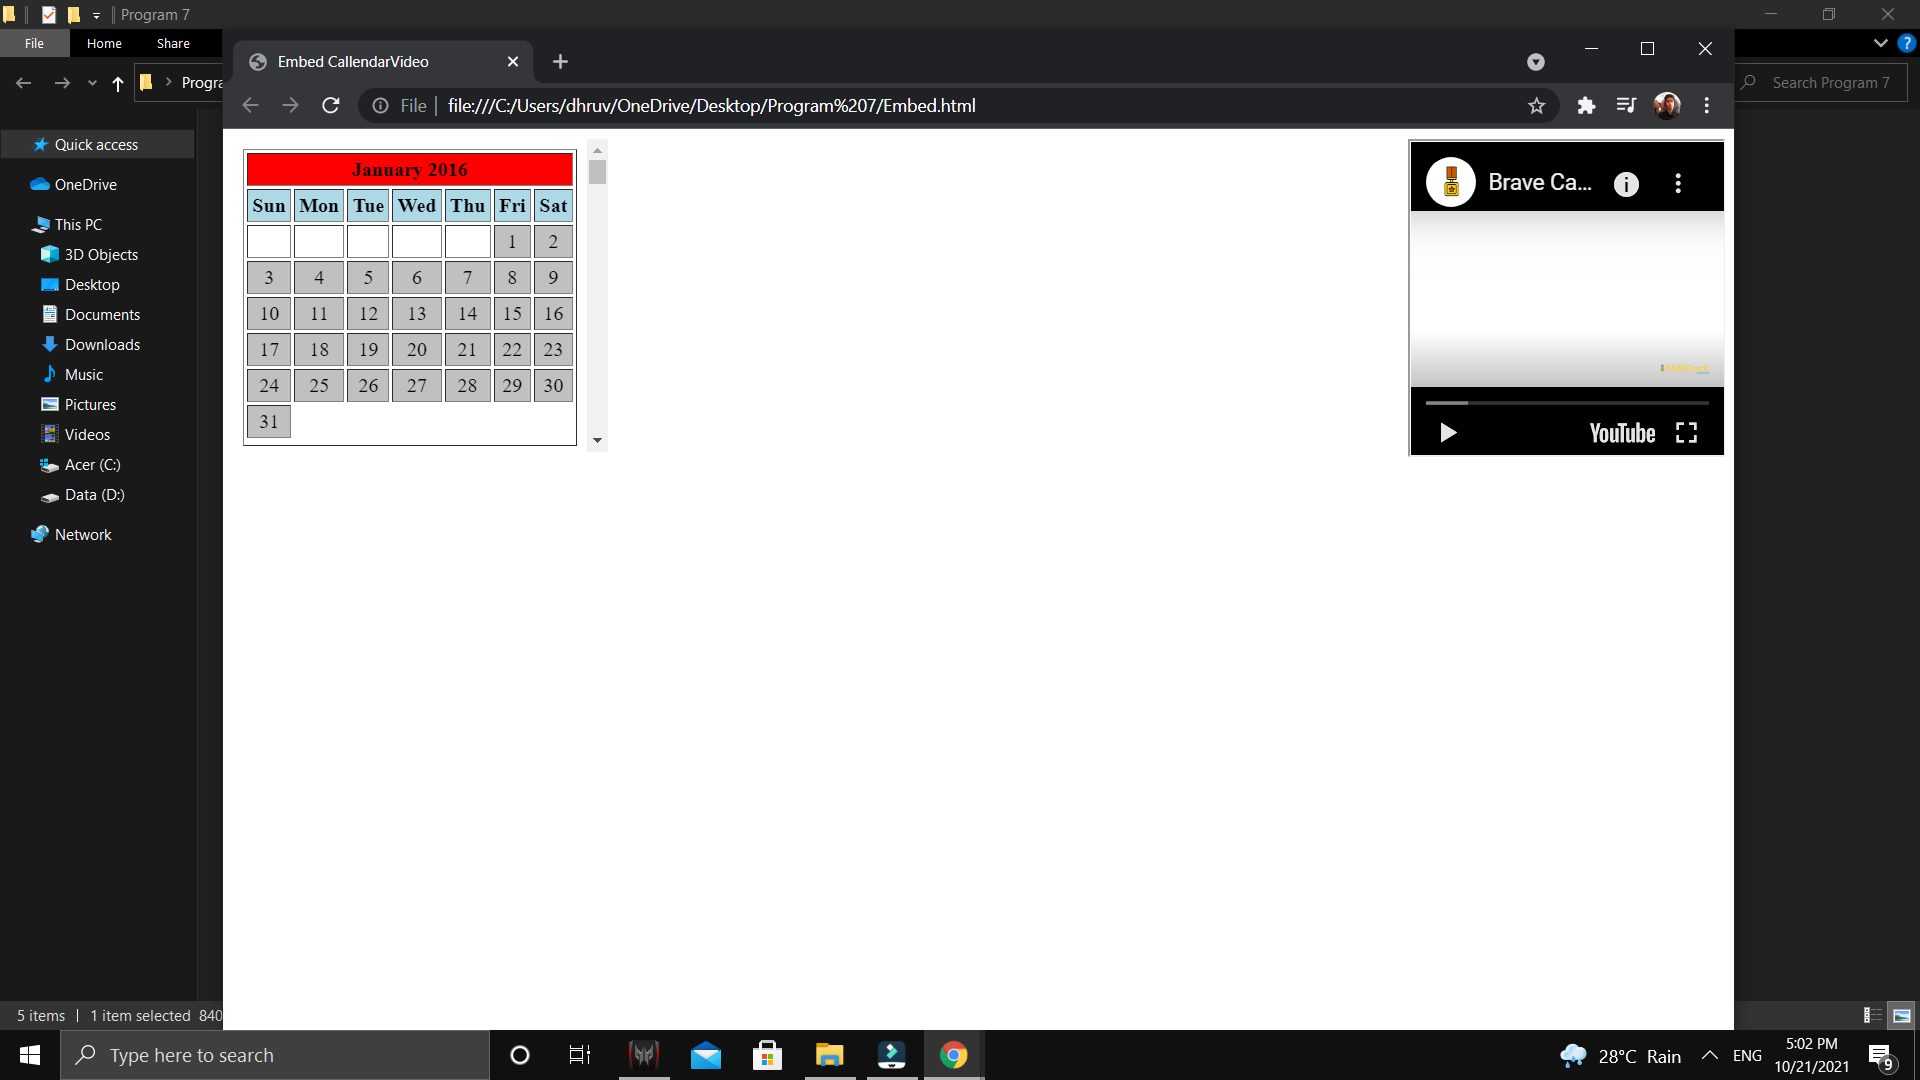 Program 7
File Home Share
Progra
Search Program 7
Embed CallendarVideo
File file:///C:/Users/dhruv/OneDrive/Desktop/Program%207/Embed.html
Quick access
OneDrive
This PC
3D Objects
Desktop
Documents
Downloads
Music
Pictures
Videos
Acer (C:)
Data (D:)
Network
January 2016
Sun Mon Tue Wed Thu Fri Sat
1 2
3 4 5 6 7 8 9
10 11 12 13 14 15 16
17 18 19 20 21 22 23
24 25 26 27 28 29 30
31
Brave Ca...
YouTube
5 items 1 item selected 840
Type here to search
28°C Rain
ENG
5:02 PM
10/21/2021
9